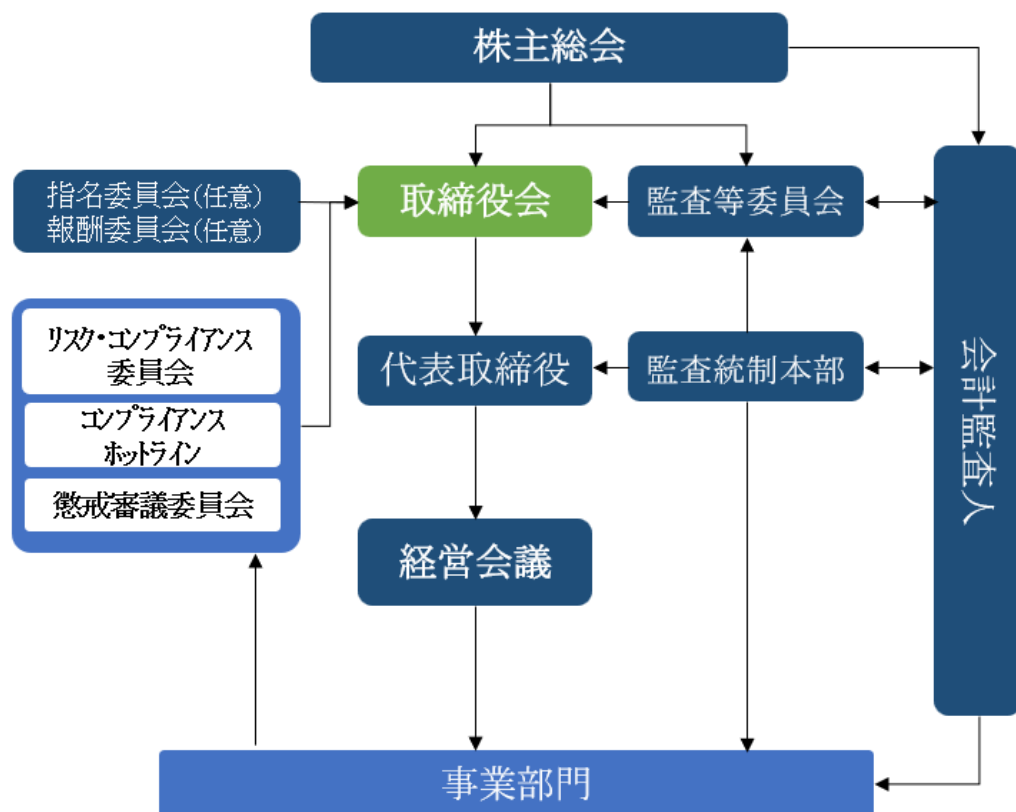 株主総会
指名委員会(任意)
報酬委員会(任意)
取締役会
監査等委員会
リスク・コンプライアンス
委員会
コンプライアンス
ホットライン
懲戒審議委員会
代表取締役
監査統制本部
会計監査人
経営会議
事業部門